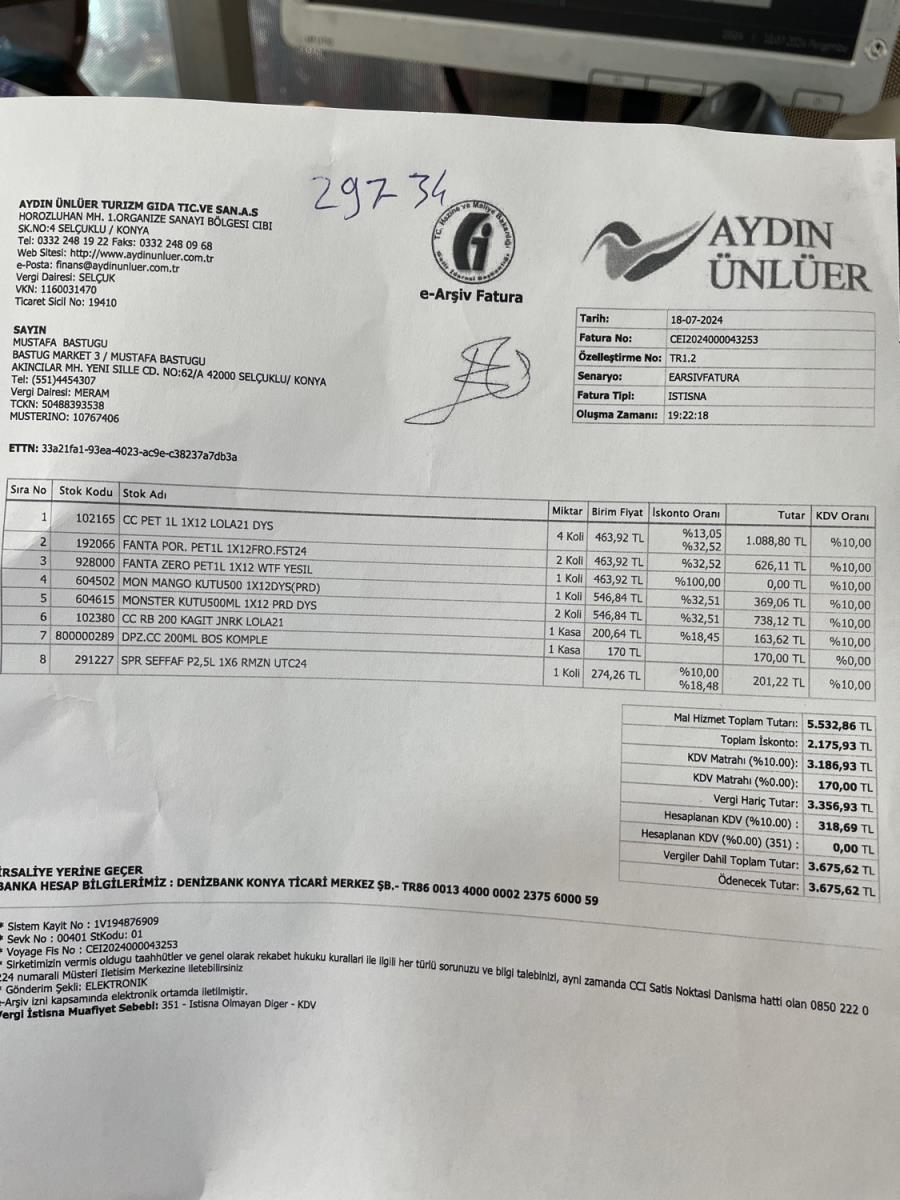 297 34
AYDIN ÜNLÜER TURIZM GIDA TIC.VE SAN.A.S
HOROZLUHAN MH. 1.ORGANIZE SANAYI BÖLGESI CIBI
SK.NO:4 SELÇUKLU / KONYA
Tel: 0332 248 19 22 Faks: 0332 248 09 68
Web Sitesi: http://www.aydinunluer.com.tr
e-Posta: finans@aydinunluer.com.tr
Vergi Dairesi: SELÇUK
VKN: 1160031470
Ticaret Sicil No: 19410
T.C. Hazine ve Maliye Bakanlığı
Gelir İdaresi Başkanlığı
e-Arşiv Fatura
AYDIN
ÜNLÜER
Tarih: 18-07-2024
Fatura No: CEI2024000043253
Özelleştirme No: TR1.2
Senaryo: EARSIVFATURA
Fatura Tipi: ISTISNA
Oluşma Zamanı: 19:22:18
SAYIN
MUSTAFA BASTUGU
BASTUG MARKET 3 / MUSTAFA BASTUGU
AKINCILAR MH. YENI SILLE CD. NO:62/A 42000 SELÇUKLU/ KONYA
Tel: (551)4454307
Vergi Dairesi: MERAM
TCKN: 50488393538
MUSTERINO: 10767406
ETTN: 33a21fa1-93ea-4023-ac9e-c38237a7db3a
Sıra No Stok Kodu Stok Adı Miktar Birim Fiyat İskonto Oranı Tutar KDV Oranı
1 102165 CC PET 1L 1X12 LOLA21 DYS 4 Koli 463,92 TL %13,05 %32,52 1.088,80 TL %10,00
2 192066 FANTA POR. PET1L 1X12FRO.FST24 2 Koli 463,92 TL %32,52 626,11 TL %10,00
3 928000 FANTA ZERO PET1L 1X12 WTF YESIL 1 Koli 463,92 TL %100,00 0,00 TL %10,00
4 604502 MON MANGO KUTU500 1X12DYS(PRD) 1 Koli 546,84 TL %32,51 369,06 TL %10,00
5 604615 MONSTER KUTU500ML 1X12 PRD DYS 2 Koli 546,84 TL %32,51 738,12 TL %10,00
6 102380 CC RB 200 KAGIT JNRK LOLA21 1 Kasa 200,64 TL %18,45 163,62 TL %10,00
7 800000289 DPZ.CC 200ML BOS KOMPLE 1 Kasa 170 TL 170,00 TL %0,00
8 291227 SPR SEFFAF P2,5L 1X6 RMZN UTC24 1 Koli 274,26 TL %10,00 %18,48 201,22 TL %10,00
Mal Hizmet Toplam Tutarı: 5.532,86 TL
Toplam İskonto: 2.175,93 TL
KDV Matrahı (%10.00): 3.186,93 TL
KDV Matrahı (%0.00): 170,00 TL
Vergi Hariç Tutar: 3.356,93 TL
Hesaplanan KDV (%10.00) : 318,69 TL
Hesaplanan KDV (%0.00) (351) : 0,00 TL
Vergiler Dahil Toplam Tutar: 3.675,62 TL
Ödenecek Tutar: 3.675,62 TL
İRSALİYE YERINE GEÇER
BANKA HESAP BİLGİLERİMİZ : DENİZBANK KONYA TİCARİ MERKEZ ŞB.- TR86 0013 4000 0002 2375 6000 59
* Sistem Kayit No : 1V194876909
* Sevk No : 00401 StKodu: 01
* Voyage Fis No : CEI2024000043253
* Sirketimizin vermis oldugu taahhütler ve genel olarak rekabet hukuku kurallari ile ilgili her türlü sorunuzu ve bilgi talebinizi, ayni zamanda CCI Satis Noktasi Danisma hatti olan 0850 222 0
224 numarali Müsteri Iletisim Merkezine iletebilirsiniz
* Gönderim Şekli: ELEKTRONIK
e-Arşiv izni kapsamında elektronik ortamda iletilmiştir.
Vergi İstisna Muafiyet Sebebi: 351 - Istisna Olmayan Diger - KDV